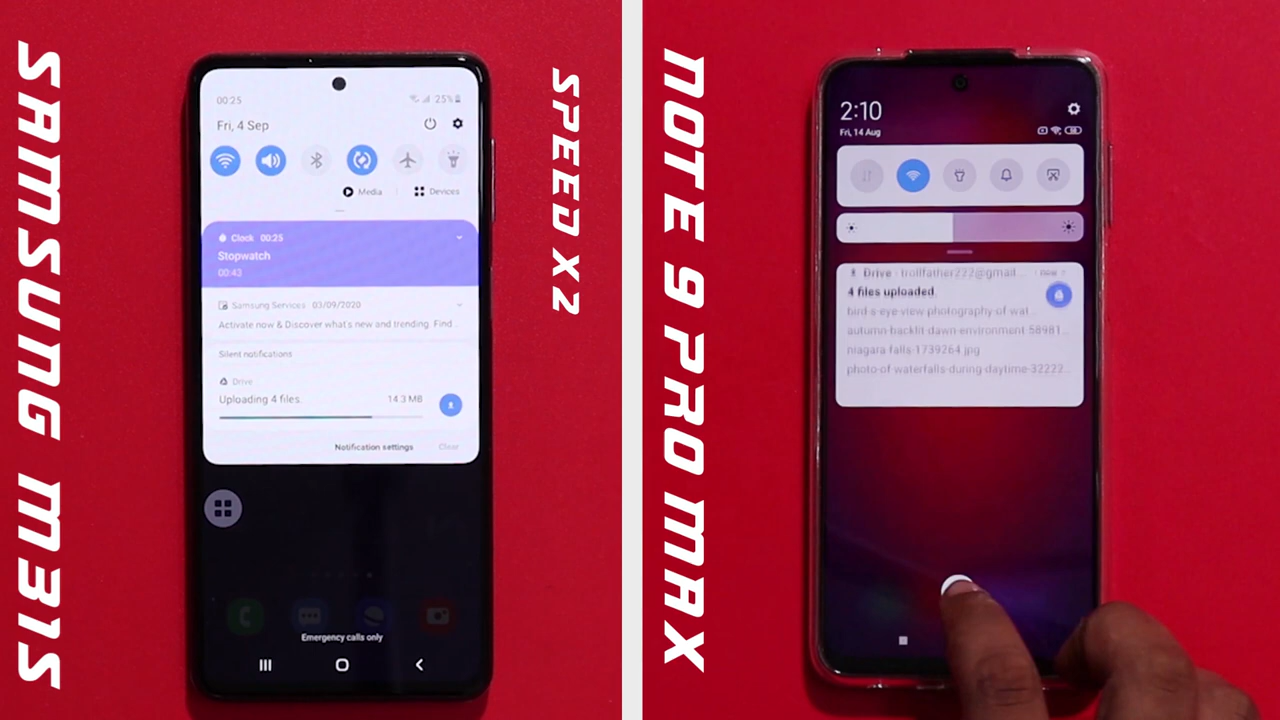 SAMSUNG M31S
00:25
25%
Fri, 4 Sep
Media
Devices
Clock 00:25
Stopwatch
00:43
Samsung Services 03/09/2020
Activate now & Discover what's new and trending. Find...
Silent notifications
Drive
Uploading 4 files.
14.3 MB
Notification settings
Clear
Emergency calls only
SPEED X 2
NOTE 9 PRO MAX
2:10
Fri, 14 Aug
Drive - trollfather222@gmail...
now
4 files uploaded
bird-s-eye-view-photography-of-wat...
autumn-backlit-dawn-environment-58981...
niagara-falls-1739264.jpg
photo-of-waterfalls-during-daytime-32223...